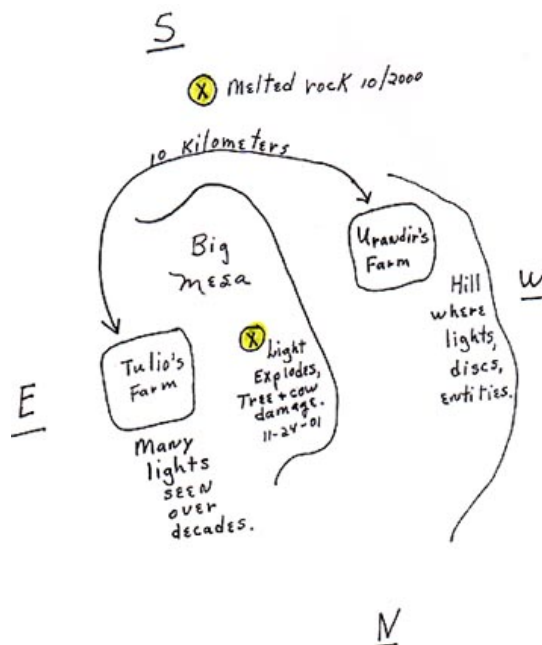 S
X Melted rock 10/2000
10 Kilometers
Urandir's
Farm
Big
Mesa
Hill
where
lights,
discs,
entities.
W
X Light
Explodes,
Tree + cow
damage.
11-24-01
Tulio's
Farm
E
Many
lights
seen
over
decades.
N